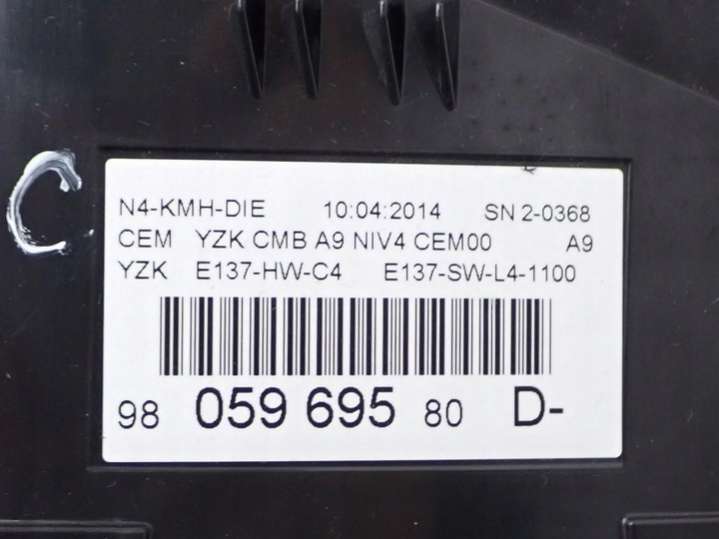 C
N4-KMH-DIE 10:04:2014 SN 2-0368
CEM YZK CMB A9 NIV4 CEM00 A9
YZK E137-HW-C4 E137-SW-L4-1100
98 059 695 80 D-